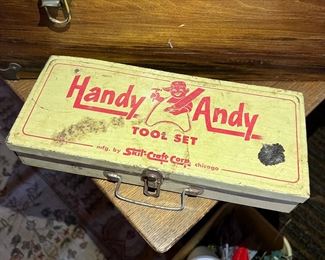 Handy Andy
TOOL SET
mfg. by Skil-Craft Corp. chicago